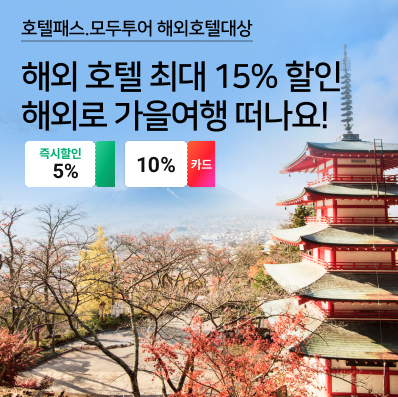 호텔패스.모두투어 해외호텔대상
해외 호텔 최대 15% 할인
해외로 가을여행 떠나요!
즉시할인
5%
10%
카드